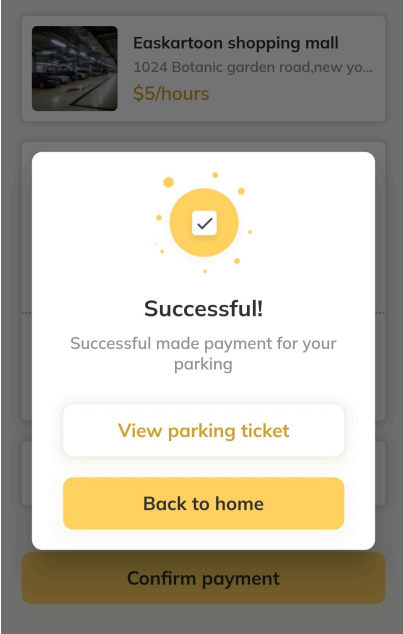 Easkartoon shopping mall
1024 Botanic garden road,new yo...
$5/hours
Successful!
Successful made payment for your
parking
View parking ticket
Back to home
Confirm payment